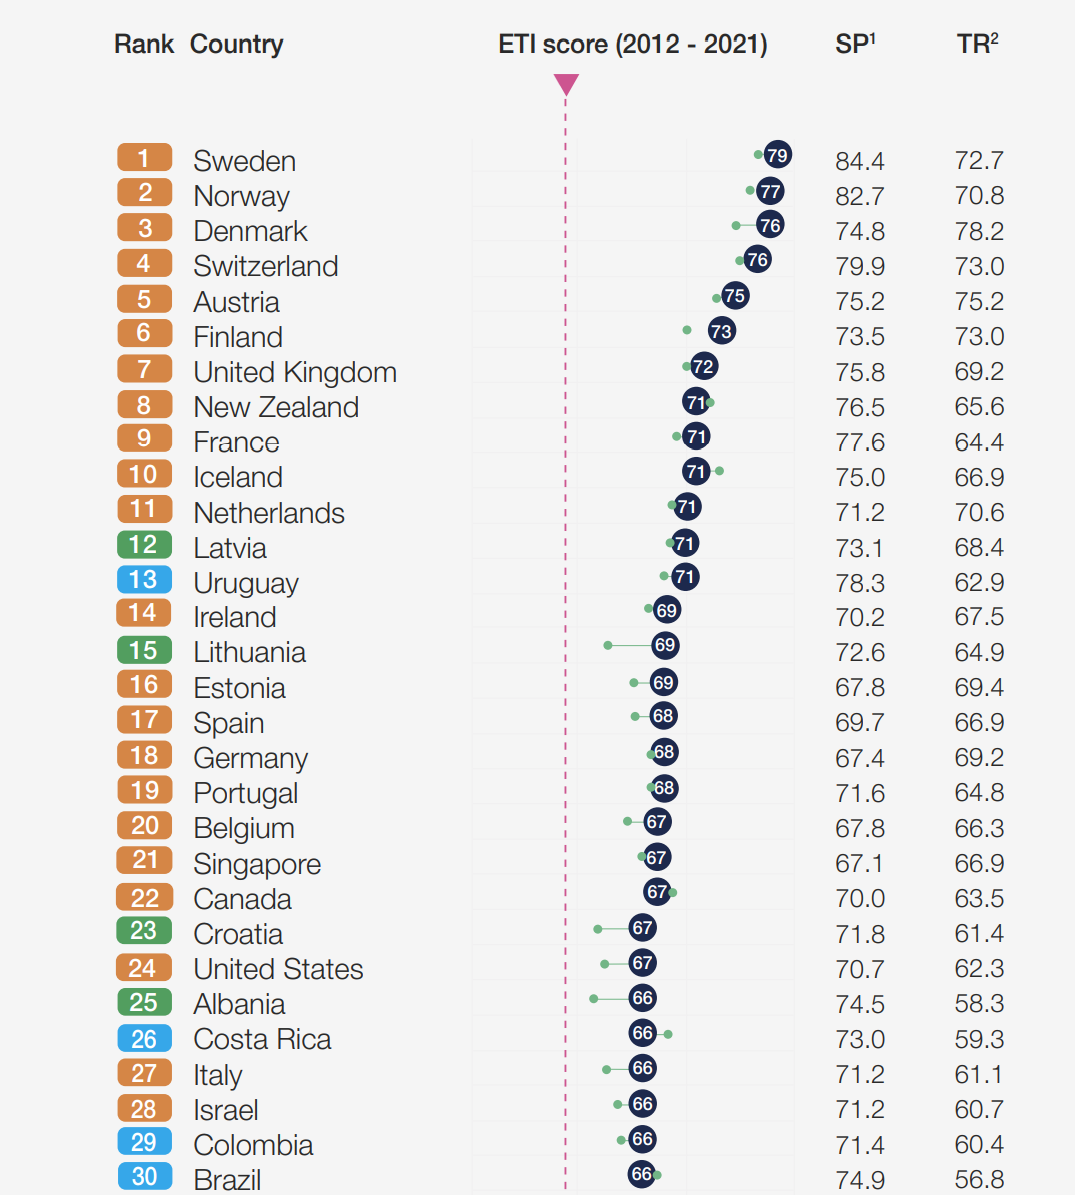 Rank Country ETI score (2012 - 2021) SP¹ TR²
1 Sweden 79 84.4 72.7
2 Norway 77 82.7 70.8
3 Denmark 76 74.8 78.2
4 Switzerland 76 79.9 73.0
5 Austria 75 75.2 75.2
6 Finland 73 73.5 73.0
7 United Kingdom 72 75.8 69.2
8 New Zealand 71 76.5 65.6
9 France 71 77.6 64.4
10 Iceland 71 75.0 66.9
11 Netherlands 71 71.2 70.6
12 Latvia 71 73.1 68.4
13 Uruguay 71 78.3 62.9
14 Ireland 69 70.2 67.5
15 Lithuania 69 72.6 64.9
16 Estonia 69 67.8 69.4
17 Spain 68 69.7 66.9
18 Germany 68 67.4 69.2
19 Portugal 68 71.6 64.8
20 Belgium 67 67.8 66.3
21 Singapore 67 67.1 66.9
22 Canada 67 70.0 63.5
23 Croatia 67 71.8 61.4
24 United States 67 70.7 62.3
25 Albania 66 74.5 58.3
26 Costa Rica 66 73.0 59.3
27 Italy 66 71.2 61.1
28 Israel 66 71.2 60.7
29 Colombia 66 71.4 60.4
30 Brazil 66 74.9 56.8